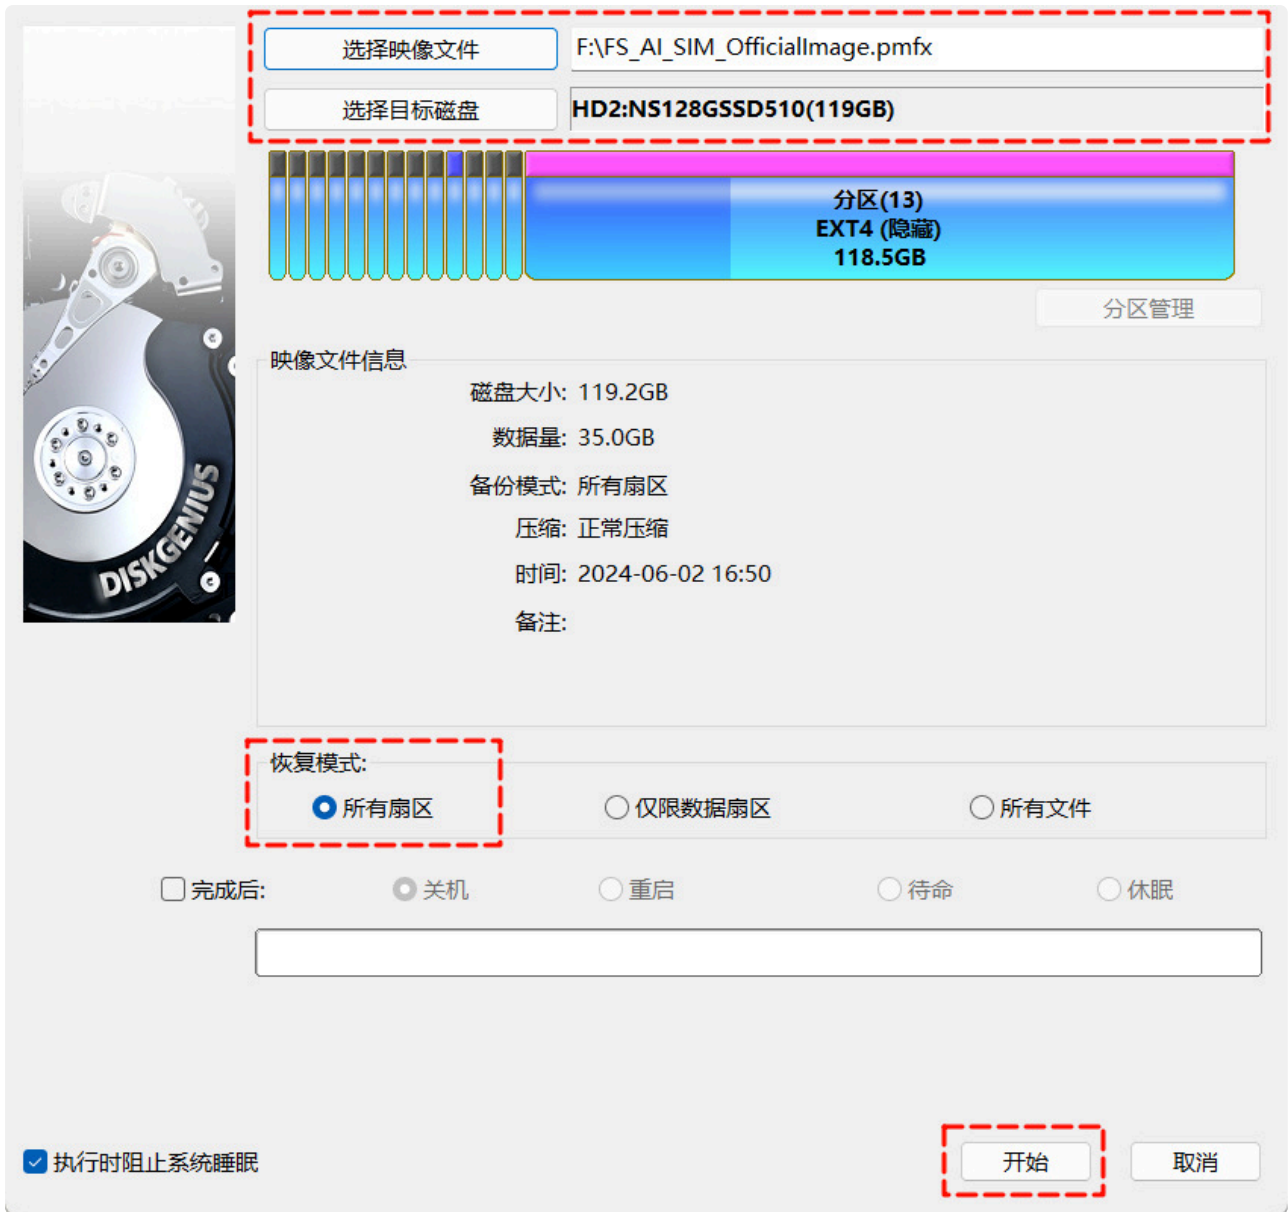 选择映像文件 F:\FS_AI_SIM_OfficialImage.pmfx
选择目标磁盘 HD2:NS128GSSD510(119GB)
分区(13)
EXT4 (隐藏)
118.5GB
分区管理
映像文件信息
磁盘大小: 119.2GB
数据量: 35.0GB
备份模式: 所有扇区
压缩: 正常压缩
时间: 2024-06-02 16:50
备注:
DISKGENIUS
恢复模式:
所有扇区 仅限数据扇区 所有文件
完成后: 关机 重启 待命 休眠
执行时阻止系统睡眠 开始 取消